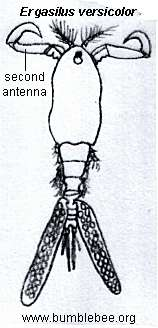 Ergasilus versicolor
second
antenna
www.bumblebee.org